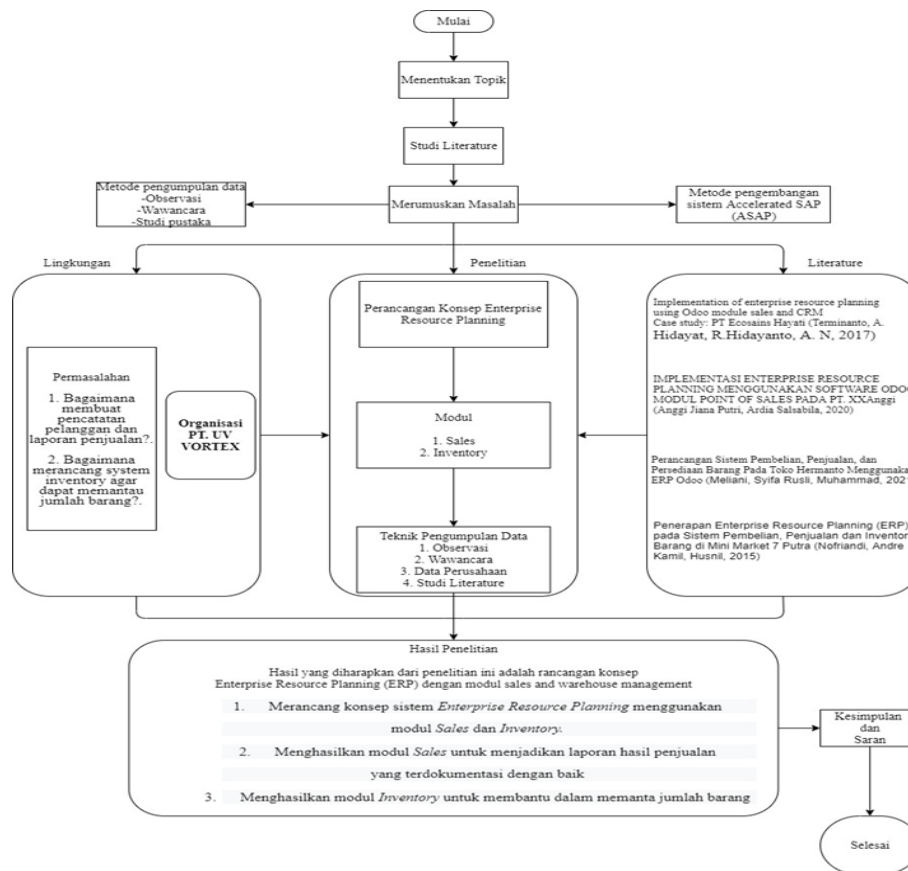 Mulai
Menentukan Topik
Studi Literature
Metode pengumpulan data
-Observasi
-Wawancara
-Studi pustaka
Merumuskan Masalah
Metode pengembangan
sistem Accelerated SAP
(ASAP)
Lingkungan
Penelitian
Literature
Permasalahan
1. Bagaimana
membuat
pencatatan
pelanggan dan
laporan penjualan?.
2. Bagaimana
merancang system
inventory agar
dapat memantau
jumlah barang?.
Organisasi
PT. UV
VORTEX
Perancangan Konsep Enterprise
Resource Planning
Modul
1. Sales
2. Inventory
Teknik Pengumpulan Data
1. Observasi
2. Wawancara
3. Data Perusahaan
4. Studi Literature
Implementation of enterprise resource planning
using Odoo module sales and CRM
Case study: PT Ecosains Hayati (Terminanto, A.
Hidayat, R.Hidayanto, A. N, 2017)
IMPLEMENTASI ENTERPRISE RESOURCE
PLANNING MENGGUNAKAN SOFTWARE ODOO
MODUL POINT OF SALES PADA PT. XXAnggi
(Anggi Jiana Putri, Ardia Salsabila, 2020)
Perancangan Sistem Pembelian, Penjualan, dan
Persediaan Barang Pada Toko Hermanto Menggunaka
ERP Odoo (Meliani, Syifa Rusli, Muhammad, 202
Penerapan Enterprise Resource Planning (ERP)
pada Sistem Pembelian, Penjualan dan Inventor
Barang di Mini Market 7 Putra (Nofriandi, Andre
Kamil, Husnil, 2015)
Hasil Penelitian
Hasil yang diharapkan dari penelitian ini adalah rancangan konsep
Enterprise Resource Planning (ERP) dengan modul sales and warehouse management
1. Merancang konsep sistem Enterprise Resource Planning menggunakan
modul Sales dan Inventory.
2. Menghasilkan modul Sales untuk menjadikan laporan hasil penjualan
yang terdokumentasi dengan baik
3. Menghasilkan modul Inventory untuk membantu dalam memanta jumlah barang
Kesimpulan
dan
Saran
Selesai